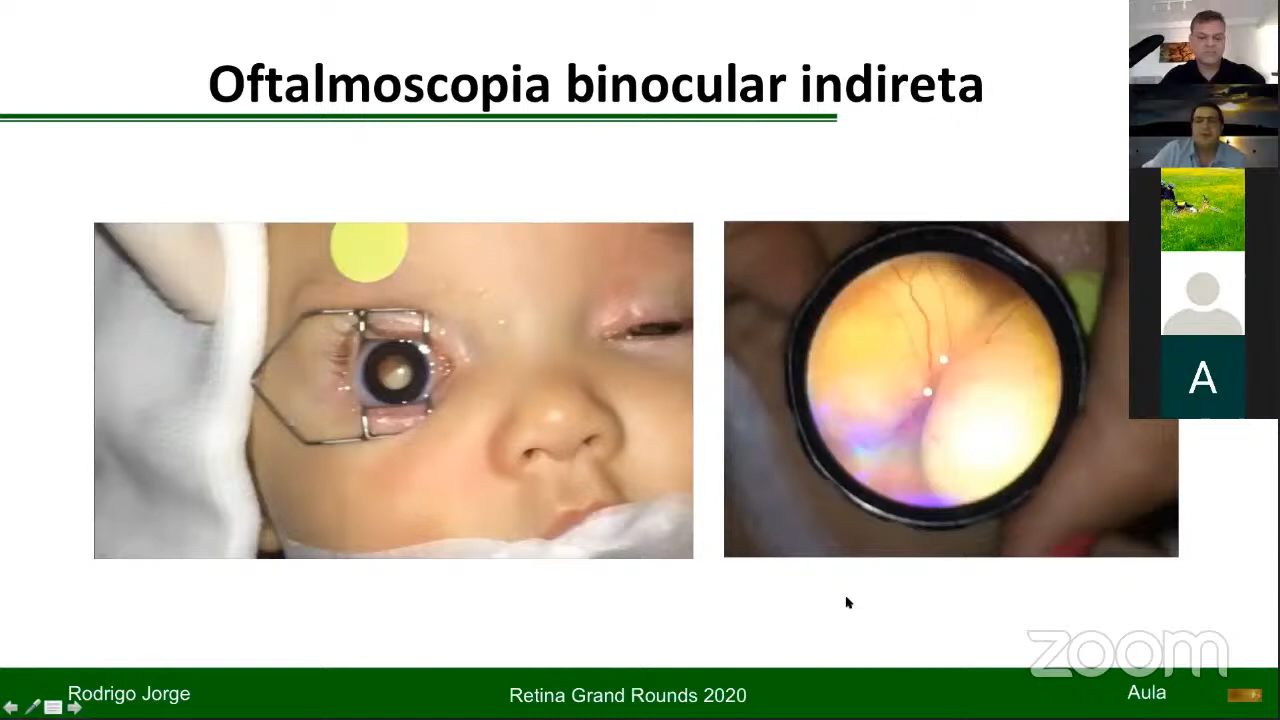 Oftalmoscopia binocular indireta
A
zoom
Rodrigo Jorge
Retina Grand Rounds 2020
Aula